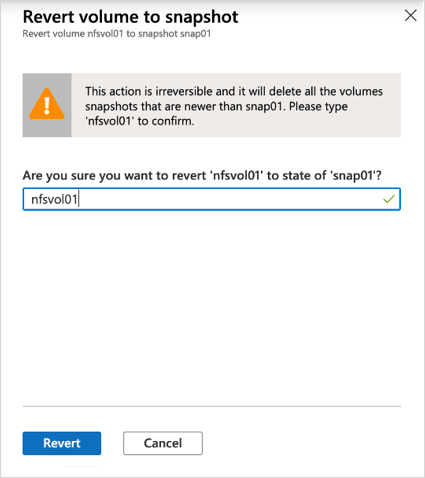 Revert volume to snapshot
Revert volume nfsvol01 to snapshot snap01
This action is irreversible and it will delete all the volumes
snapshots that are newer than snap01. Please type
'nfsvol01' to confirm.
Are you sure you want to revert 'nfsvol01' to state of 'snap01'?
nfsvol01
Revert
Cancel